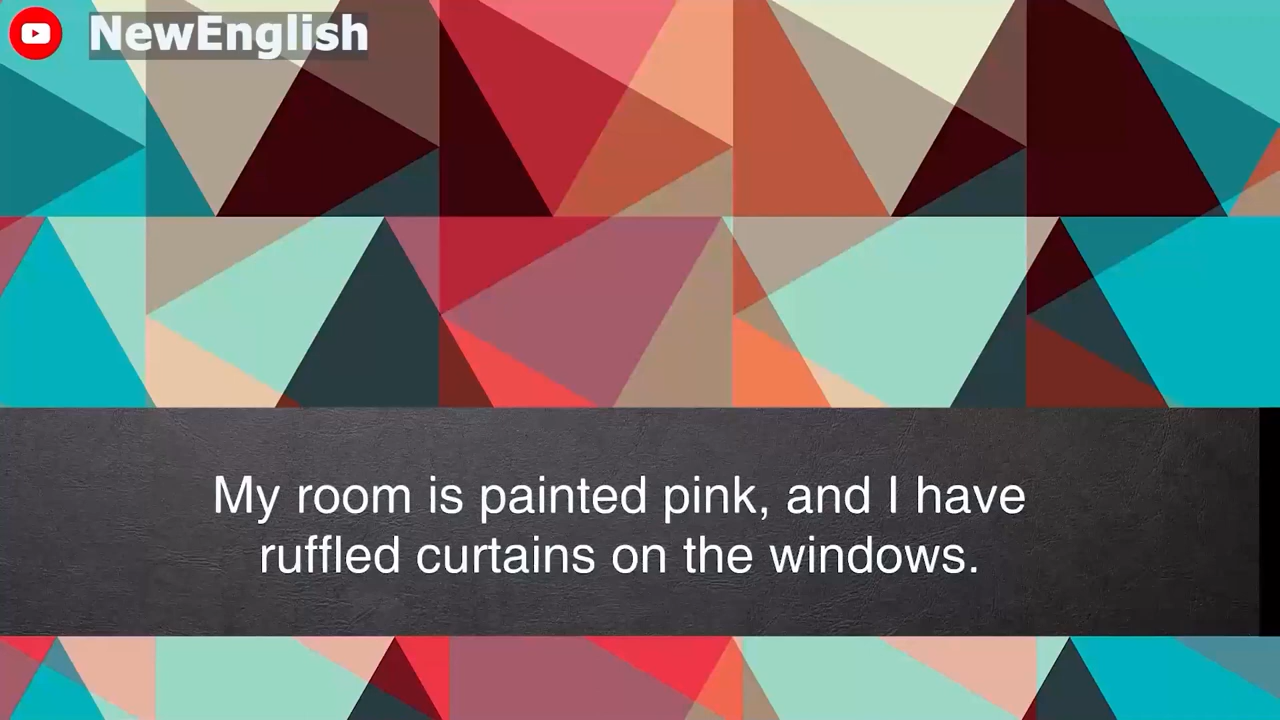 NewEnglish
My room is painted pink, and I have
ruffled curtains on the windows.